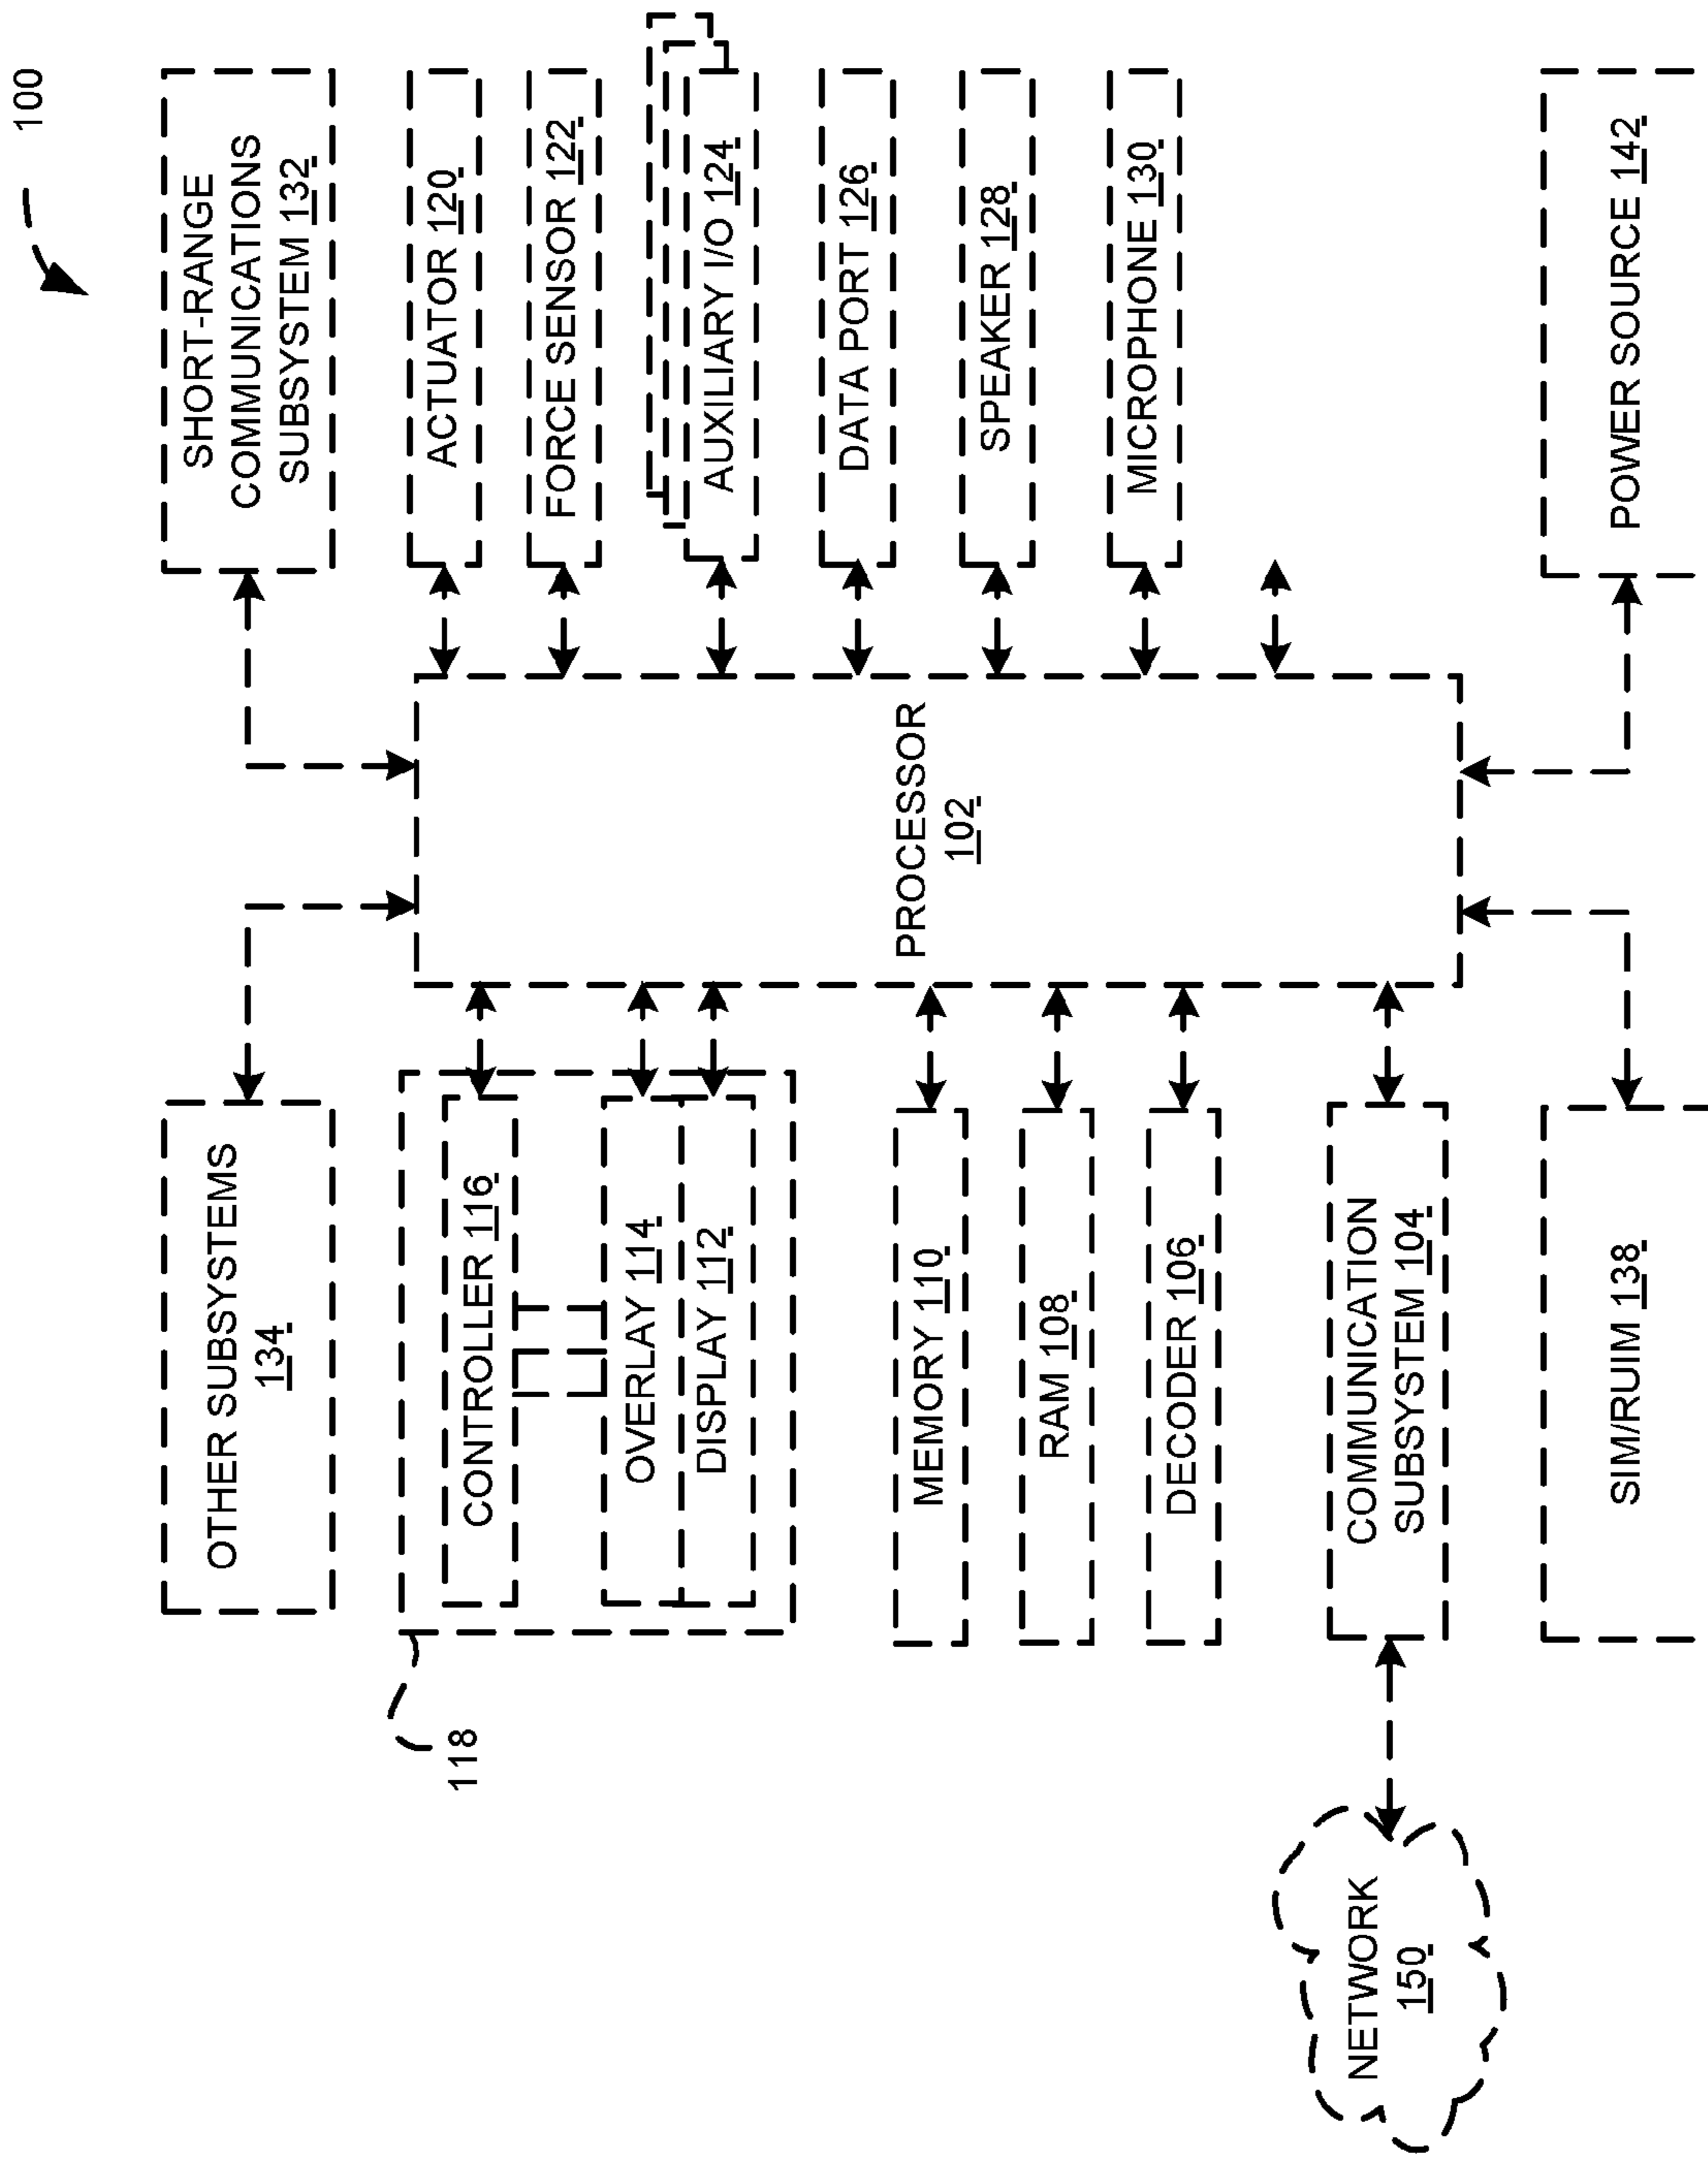 100
SHORT-RANGE
COMMUNICATIONS
SUBSYSTEM 132
ACTUATOR 120
FORCE SENSOR 122
AUXILIARY I/O 124
DATA PORT 126
SPEAKER 128
MICROPHONE 130
POWER SOURCE 142
PROCESSOR
102
OTHER SUBSYSTEMS
134
CONTROLLER 116
OVERLAY 114
DISPLAY 112
118
MEMORY 110
RAM 108
DECODER 106
COMMUNICATION
SUBSYSTEM 104
SIM/RUIM 138
NETWORK
150